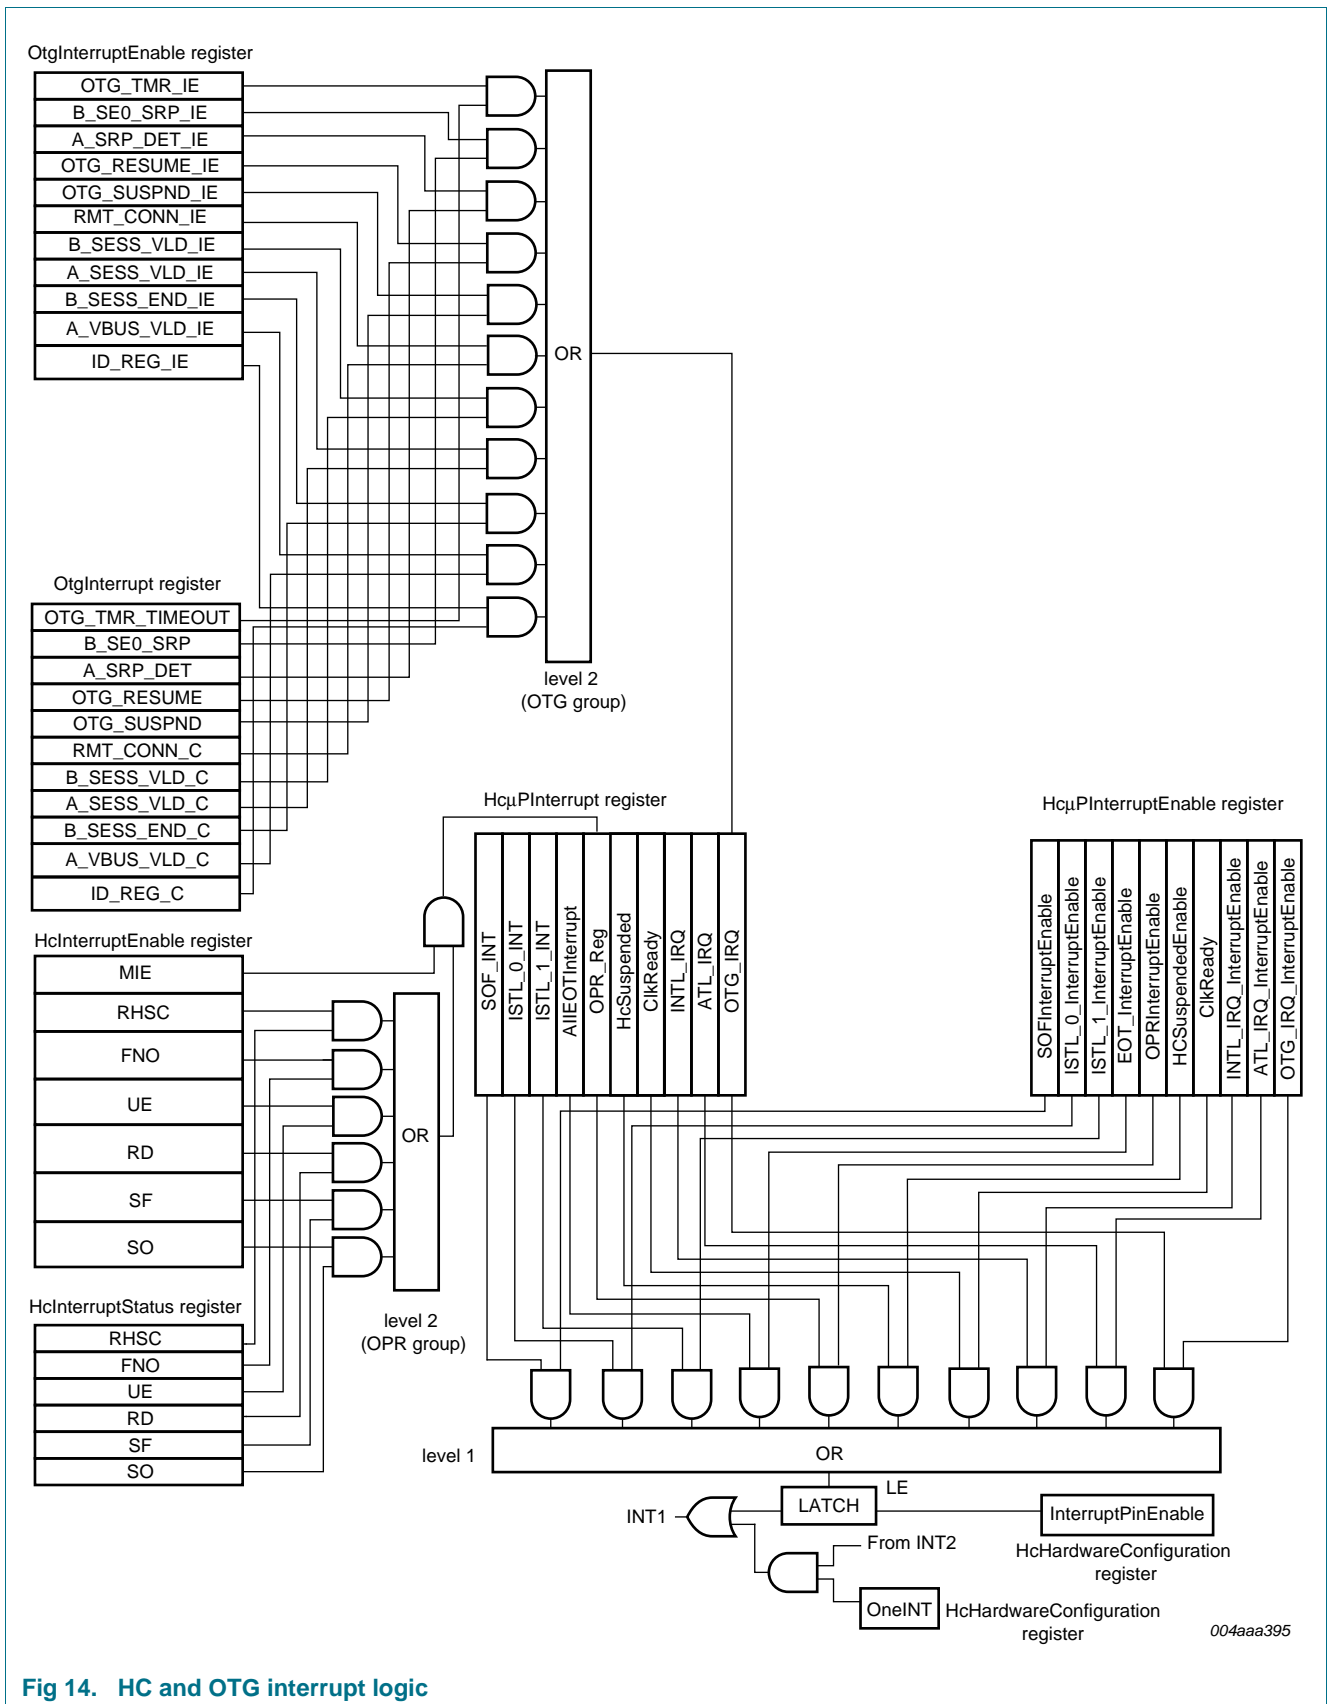 OtgInterruptEnable register
OTG_TMR_IE
B_SE0_SRP_IE
A_SRP_DET_IE
OTG_RESUME_IE
OTG_SUSPND_IE
RMT_CONN_IE
B_SESS_VLD_IE
A_SESS_VLD_IE
B_SESS_END_IE
A_VBUS_VLD_IE
ID_REG_IE
OR
level 2
(OTG group)
OtgInterrupt register
OTG_TMR_TIMEOUT
B_SE0_SRP
A_SRP_DET
OTG_RESUME
OTG_SUSPND
RMT_CONN_C
B_SESS_VLD_C
A_SESS_VLD_C
B_SESS_END_C
A_VBUS_VLD_C
ID_REG_C
HcμPInterrupt register
SOF_INT
ISTL_0_INT
ISTL_1_INT
AllEOTInterrupt
OPR_Reg
HcSuspended
ClkReady
INTL_IRQ
ATL_IRQ
OTG_IRQ
HcμPInterruptEnable register
SOFInterruptEnable
ISTL_0_InterruptEnable
ISTL_1_InterruptEnable
EOT_InterruptEnable
OPRInterruptEnable
HCSuspendedEnable
ClkReady
INTL_IRQ_InterruptEnable
ATL_IRQ_InterruptEnable
OTG_IRQ_InterruptEnable
HcInterruptEnable register
MIE
RHSC
FNO
UE
RD
SF
SO
OR
level 2
(OPR group)
HcInterruptStatus register
RHSC
FNO
UE
RD
SF
SO
level 1
OR
LE
LATCH
INT1
InterruptPinEnable
HcHardwareConfiguration
register
From INT2
OneINT
HcHardwareConfiguration
register
004aaa395
Fig 14. HC and OTG interrupt logic